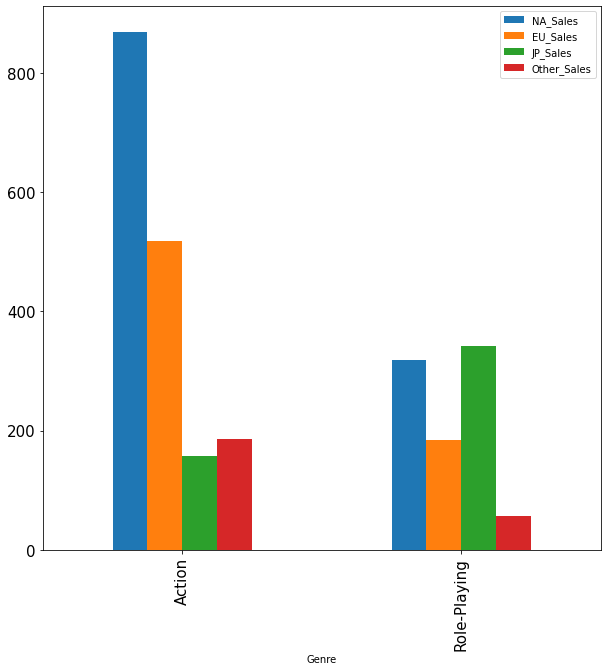 NA_Sales
EU_Sales
JP_Sales
Other_Sales
800
600
400
200
0
Action
Role-Playing
Genre